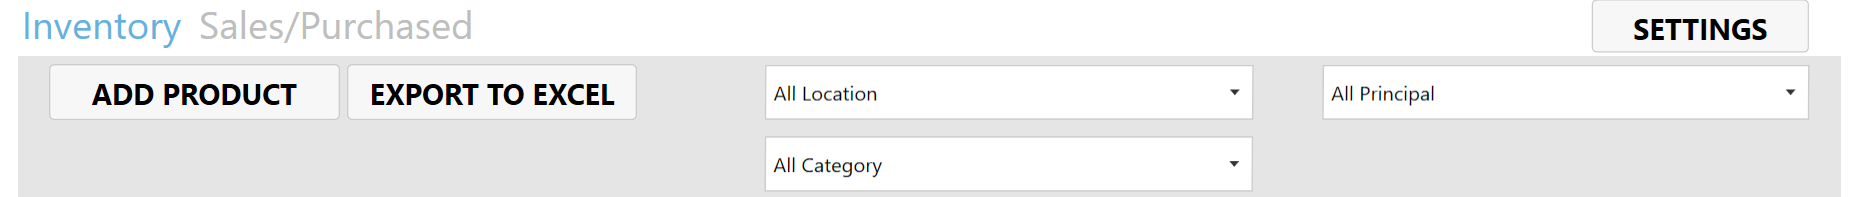 Inventory Sales/Purchased
SETTINGS
ADD PRODUCT
EXPORT TO EXCEL
All Location
All Principal
All Category